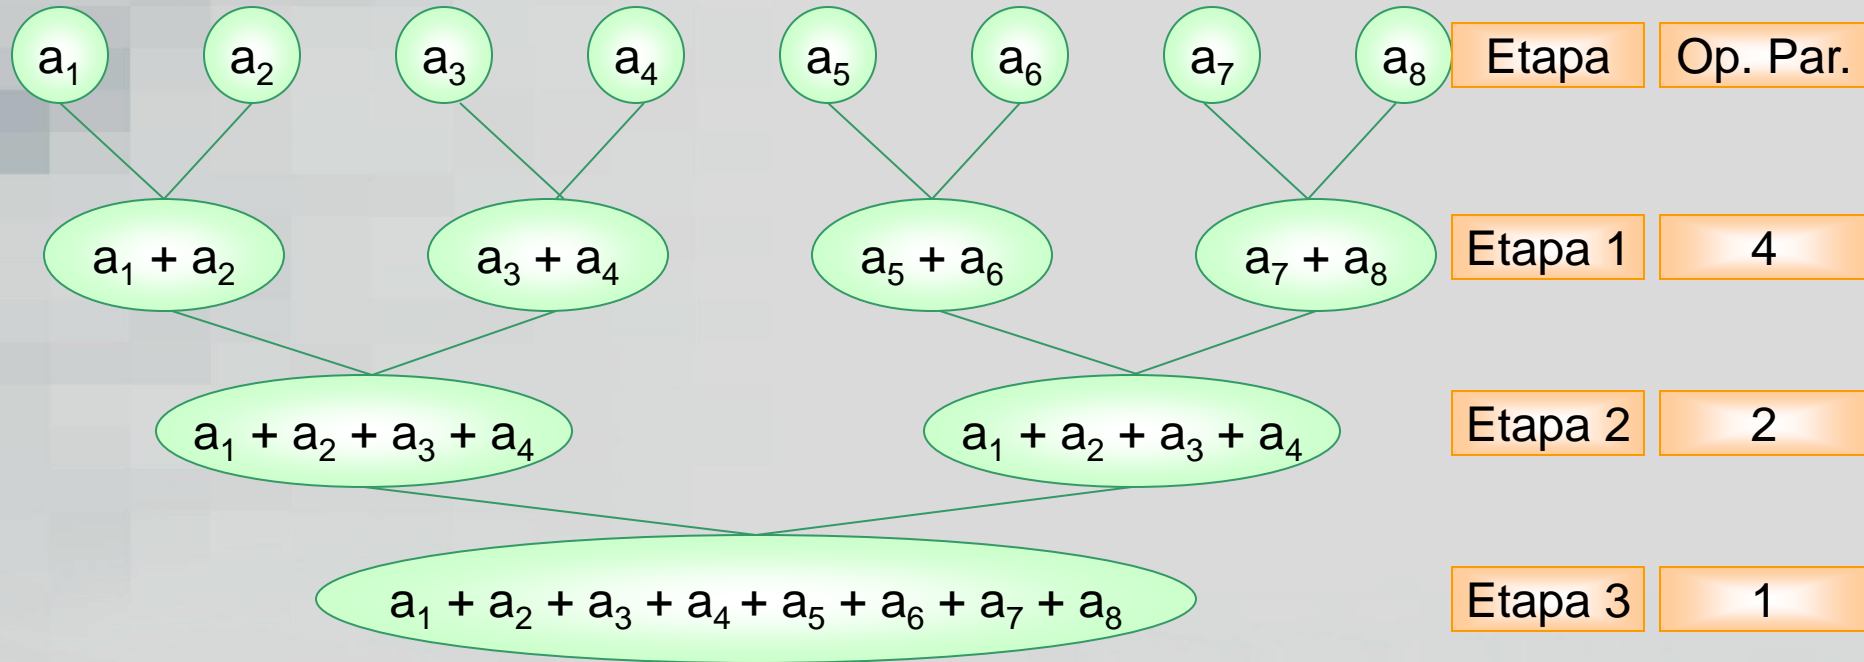 a₁ a₂ a₃ a₄ a₅ a₆ a₇ a₈ Etapa Op. Par.
a₁ + a₂ a₃ + a₄ a₅ + a₆ a₇ + a₈ Etapa 1 4
a₁ + a₂ + a₃ + a₄ a₁ + a₂ + a₃ + a₄ Etapa 2 2
a₁ + a₂ + a₃ + a₄ + a₅ + a₆ + a₇ + a₈ Etapa 3 1